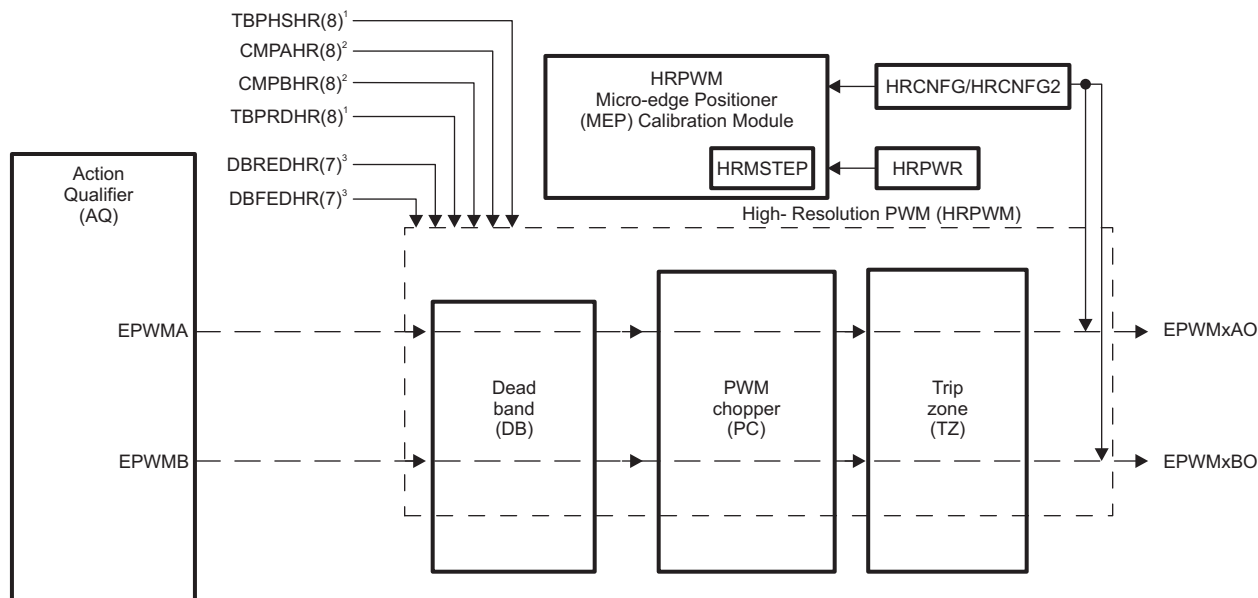 TBPHSHR(8)¹
CMPAHR(8)²
CMPBHR(8)²
TBPRDHR(8)¹
DBREDHR(7)³
DBFEDHR(7)³
HRPWM
Micro-edge Positioner
(MEP) Calibration Module
HRMSTEP
HRCNFG/HRCNFG2
HRPWR
High- Resolution PWM (HRPWM)
Action
Qualifier
(AQ)
EPWMA
EPWMB
Dead
band
(DB)
PWM
chopper
(PC)
Trip
zone
(TZ)
EPWMxAO
EPWMxBO